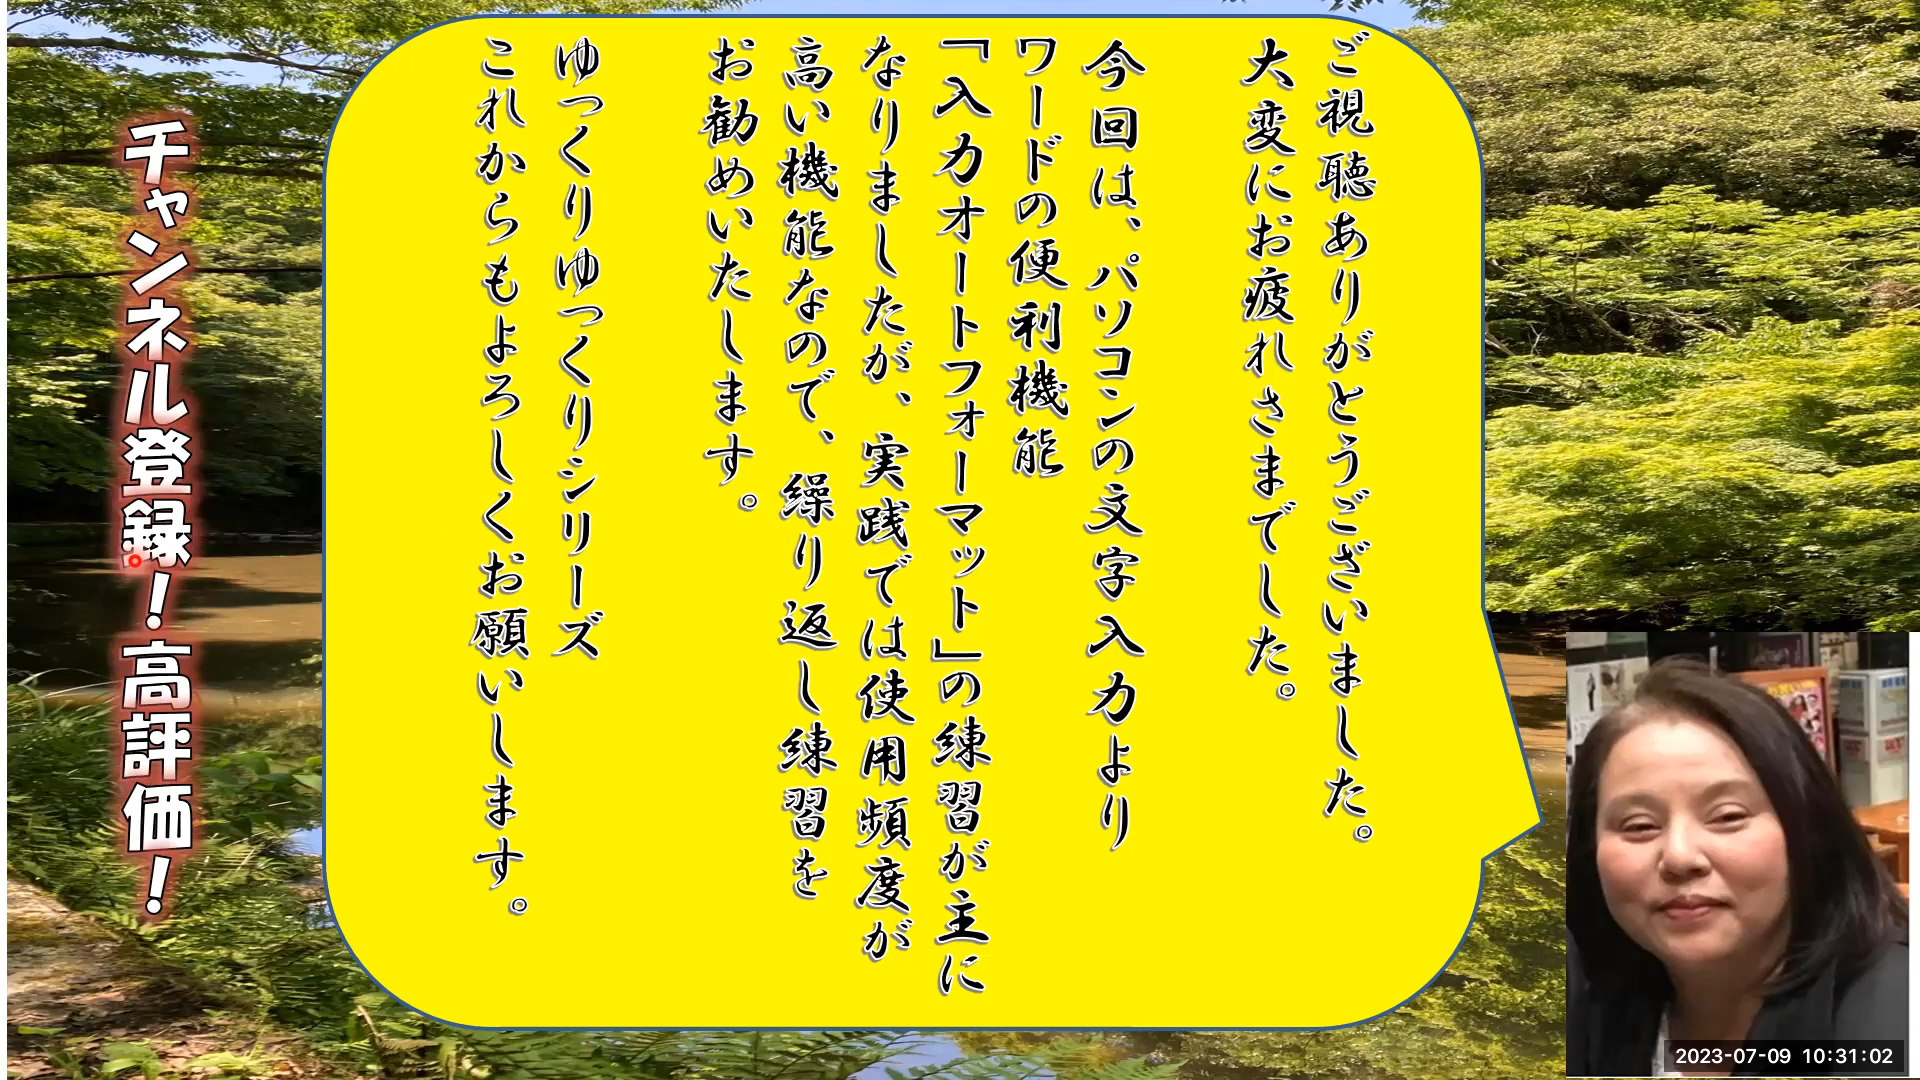 ご視聴ありがとうございました。
大変にお疲れさまでした。
今回は、パソコンの文字入力より
ワードの便利機能
「入力オートフォーマット」の練習が主に
なりましたが、実践では使用頻度が
高い機能なので、繰り返し練習を
お勧めいたします。
ゆっくりゆっくりシリーズ
これからもよろしくお願いします。
チャンネル登録！高評価！
2023-07-09 10:31:02